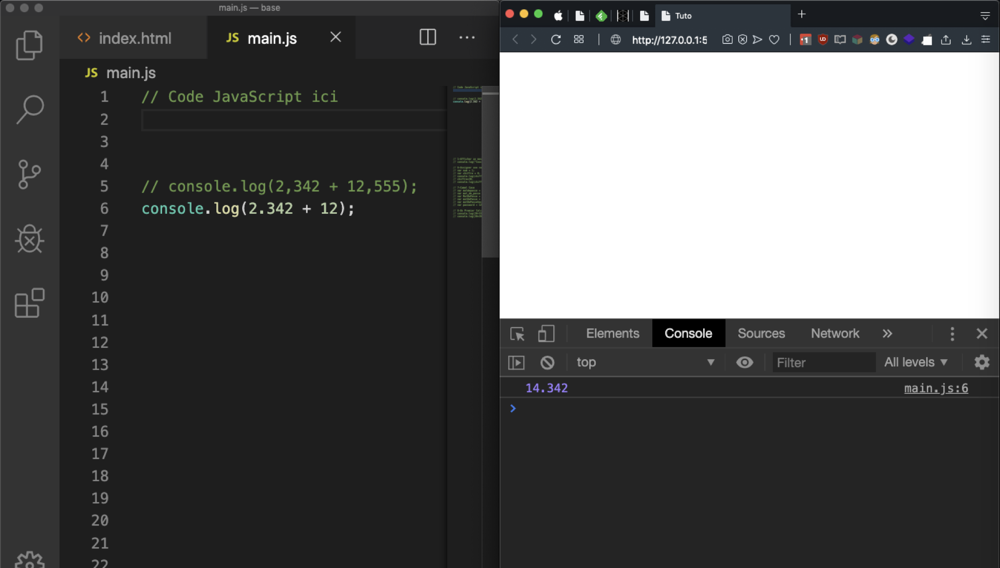 main.js — base
index.html
JS main.js
JS main.js
1 // Code JavaScript ici
2
3
4
5 // console.log(2,342 + 12,555);
6 console.log(2.342 + 12);
7
8
9
10
11
12
13
14
15
16
17
18
19
20
21
22
Tuto
http://127.0.0.1:5
Elements Console Sources Network
top Filter All levels
14.342 main.js:6